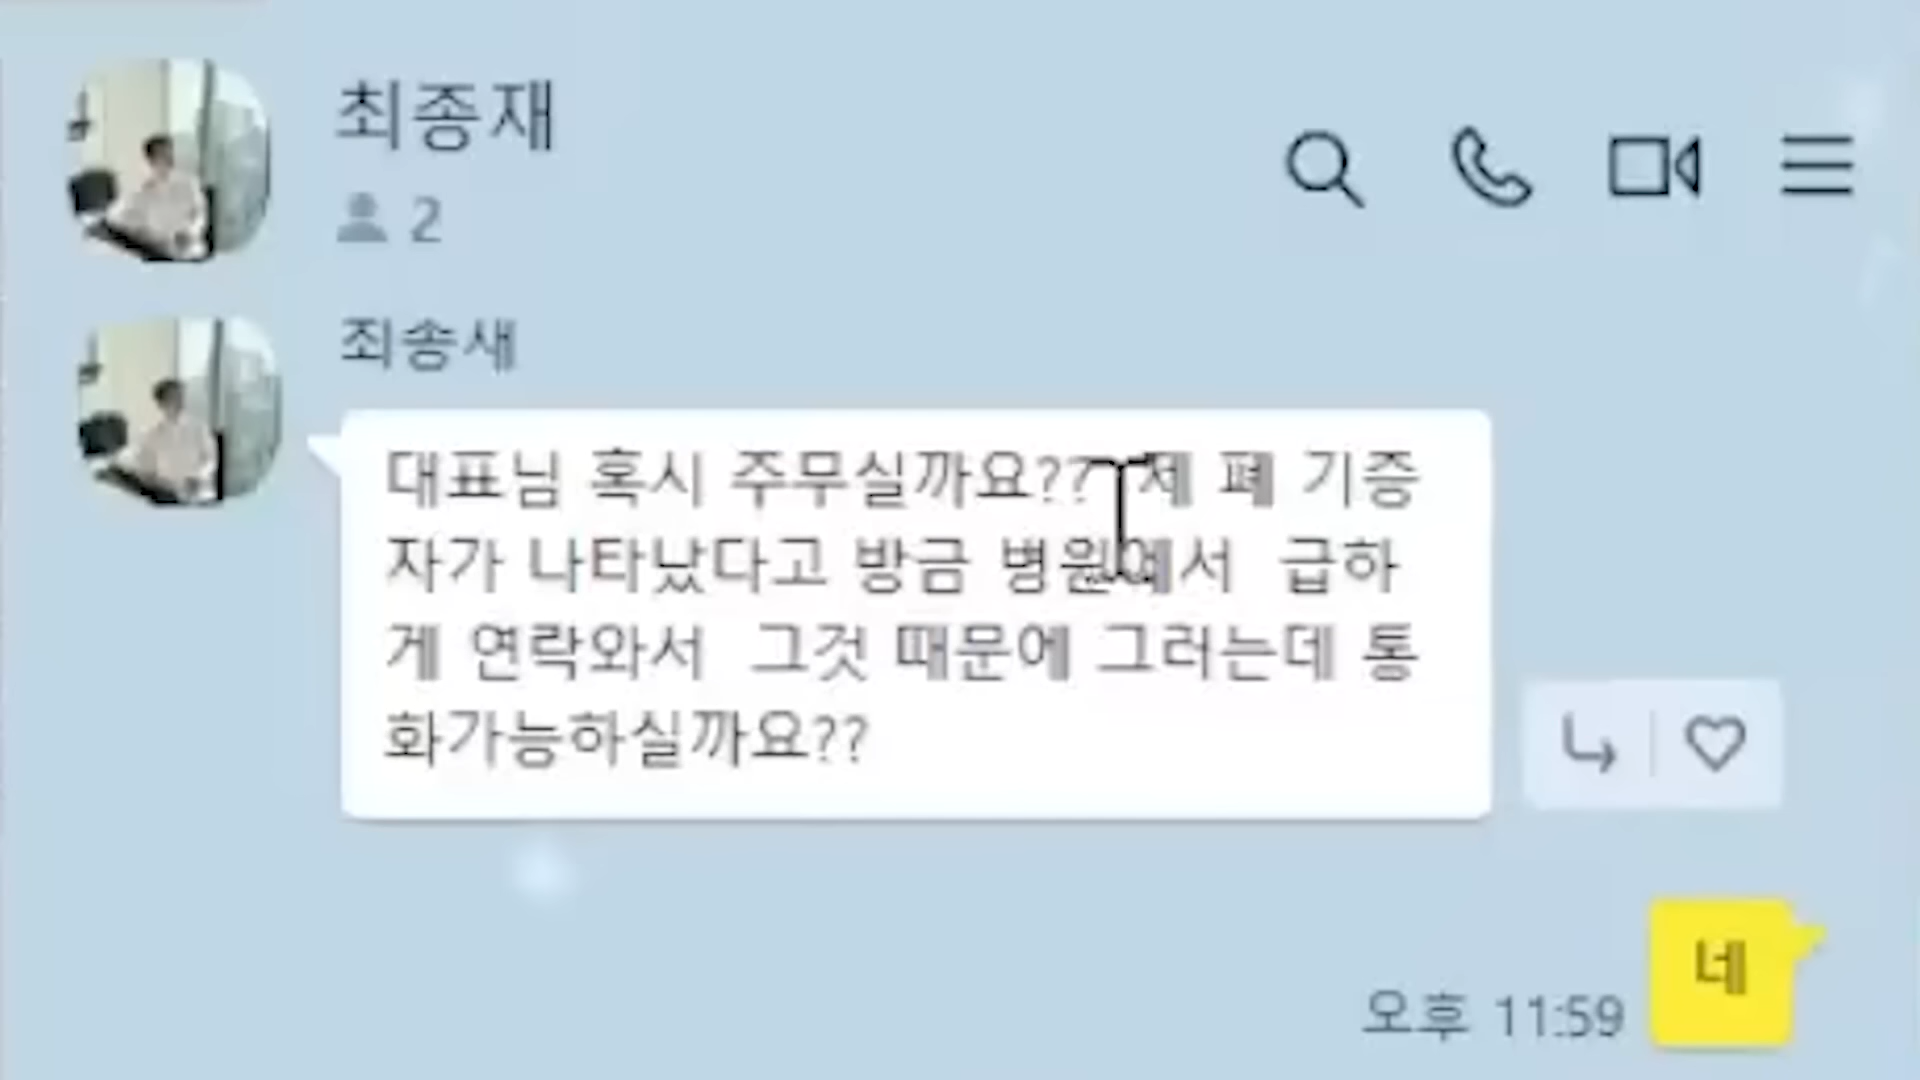 최종재
2
최종재
대표님 혹시 주무실까요?? 제 폐 기증
자가 나타났다고 방금 병원에서 급하
게 연락와서 그것 때문에 그러는데 통
화가능하실까요??
네
오후 11:59